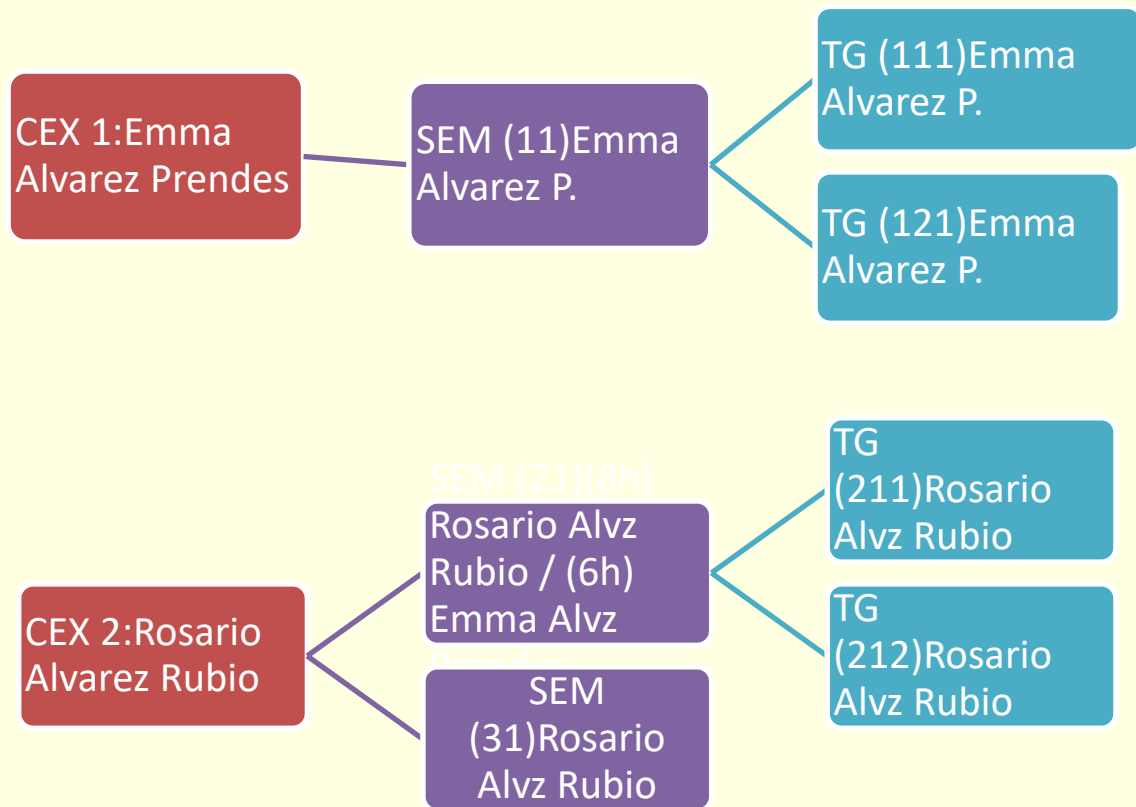 CEX 1:Emma
Alvarez Prendes
SEM (11)Emma
Alvarez P.
TG (111)Emma
Alvarez P.
TG (121)Emma
Alvarez P.
CEX 2:Rosario
Alvarez Rubio
SEM (21)(8h)
Rosario Alvz
Rubio / (6h)
Emma Alvz
Prendes
SEM
(31)Rosario
Alvz Rubio
TG
(211)Rosario
Alvz Rubio
TG
(212)Rosario
Alvz Rubio